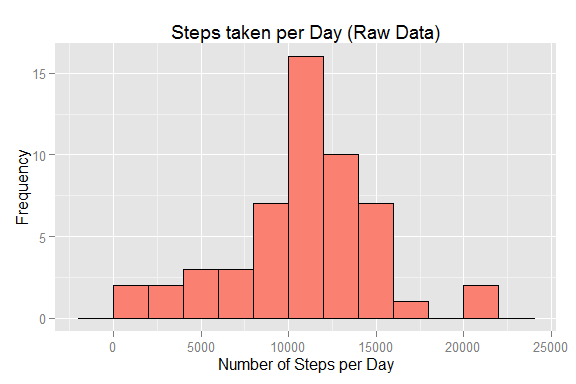 Steps taken per Day (Raw Data)
Frequency
15
10
5
0
0 5000 10000 15000 20000 25000
Number of Steps per Day